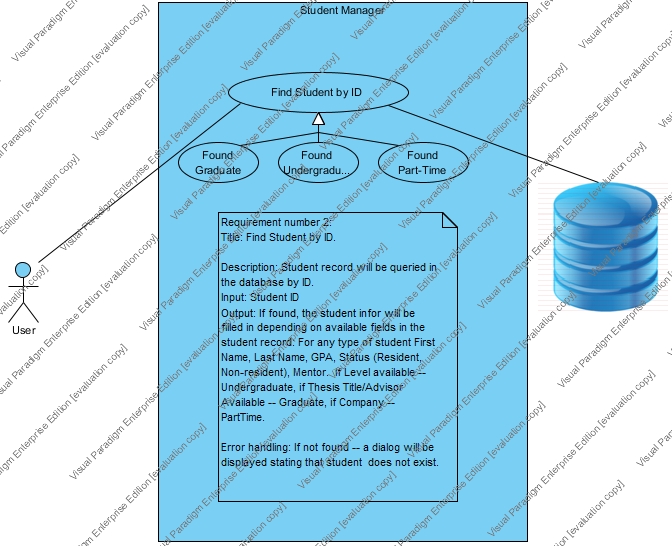 Student Manager
Find Student by ID
Found
Graduate
Found
Undergradu...
Found
Part-Time
Requirement number 2:
Title: Find Student by ID.
Description: Student record will be queried in
the database by ID.
Input: Student ID
Output: If found, the student infor will be
filled in depending on available fields in the
student record. For any type of student First
Name, Last Name, GPA, Status (Resident,
Non-resident), Mentor.. If Level available --
Undergraduate, if Thesis Title/Advisor
Available -- Graduate, if Company --
PartTime.
Error handling: If not found -- a dialog will be
displayed stating that student does not exist.
User
Visual Paradigm Enterprise Edition [evaluation copy]